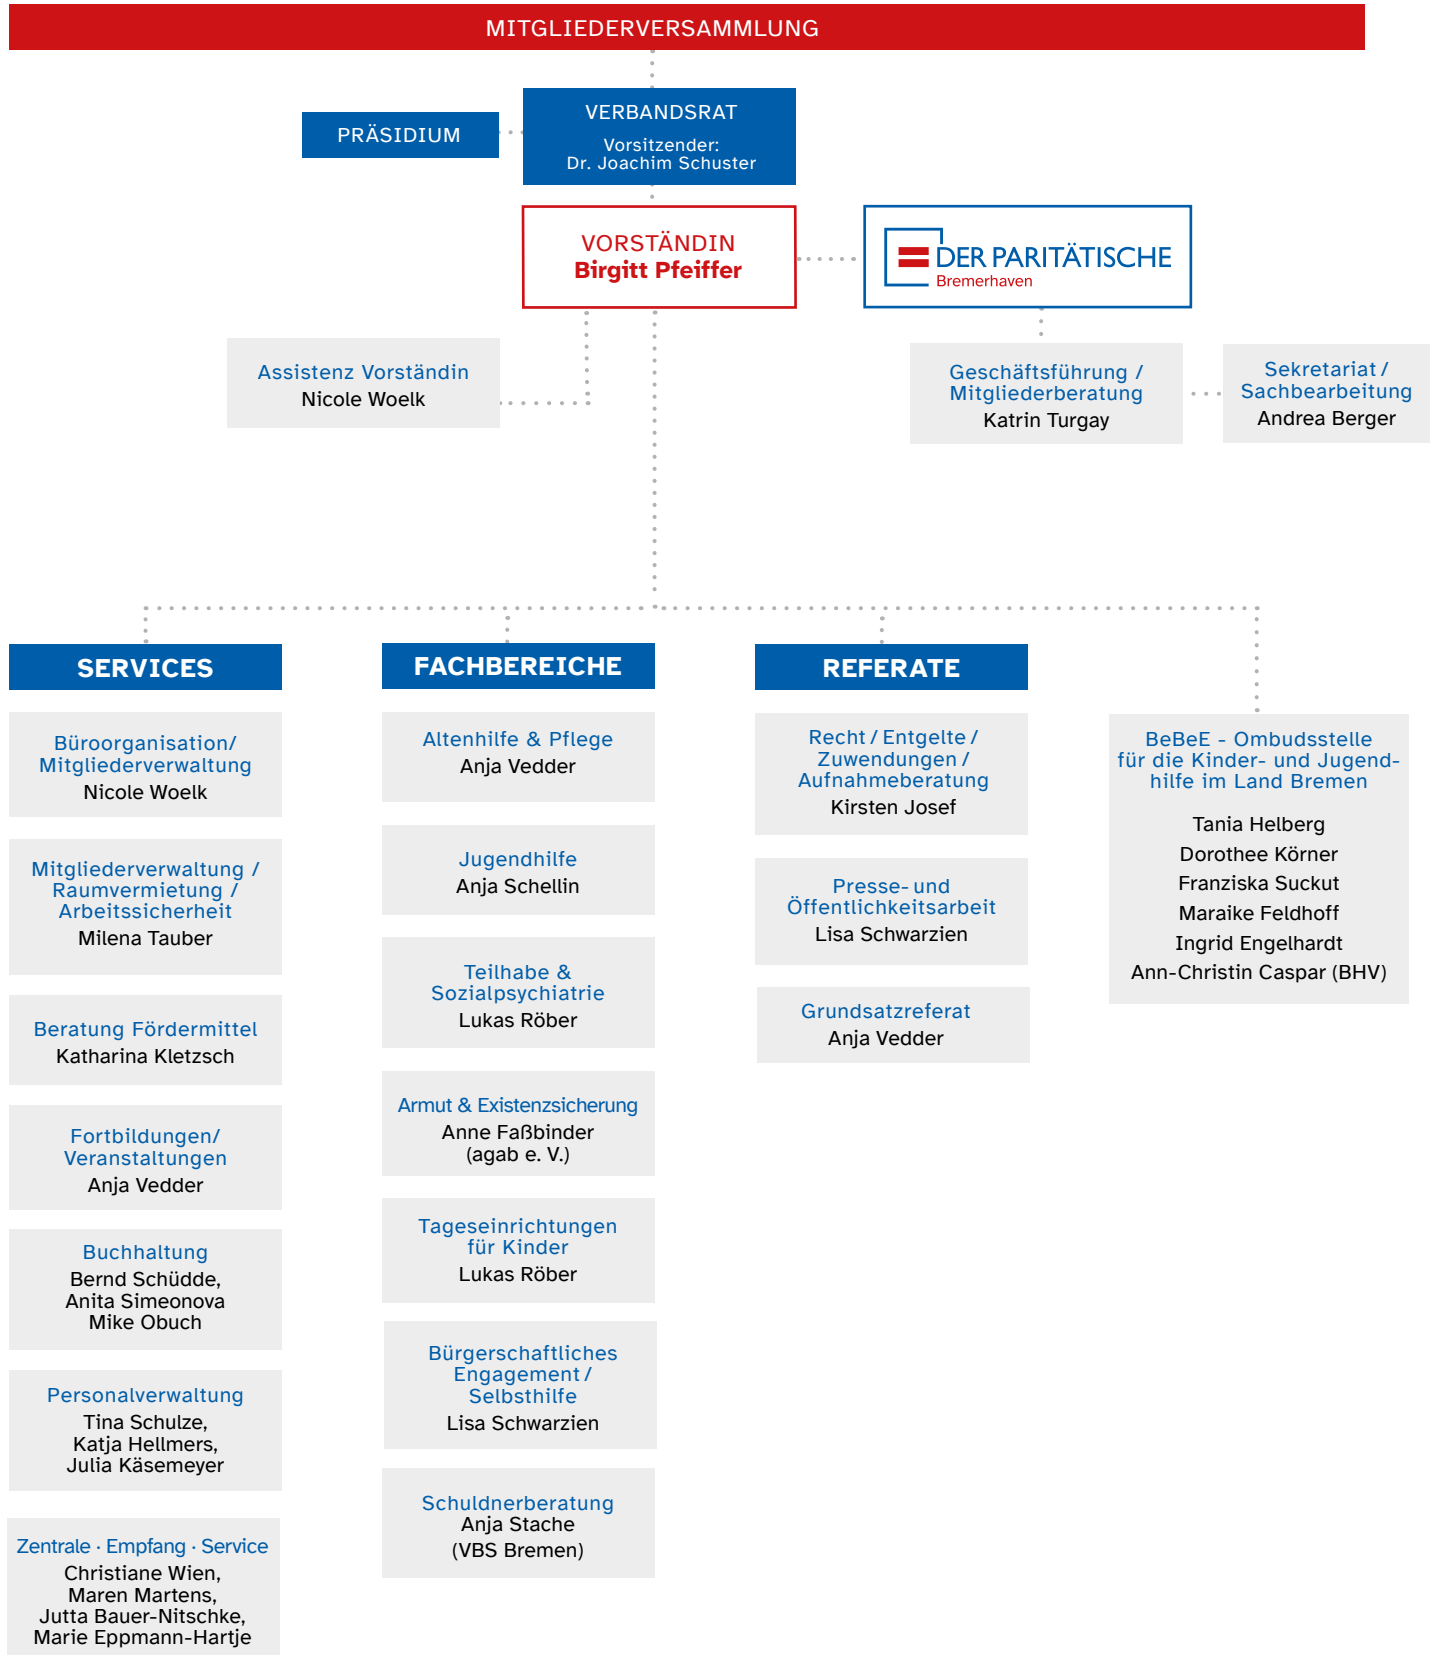 MITGLIEDERVERSAMMLUNG
PRÄSIDIUM
VERBANDSRAT
Vorsitzender:
Dr. Joachim Schuster
VORSTÄNDIN
Birgitt Pfeiffer
DER PARITÄTISCHE
Bremerhaven
Assistenz Vorständin
Nicole Woelk
Geschäftsführung /
Mitgliederberatung
Katrin Turgay
Sekretariat /
Sachbearbeitung
Andrea Berger
SERVICES
Büroorganisation/
Mitgliederverwaltung
Nicole Woelk
Mitgliederverwaltung /
Raumvermietung /
Arbeitssicherheit
Milena Tauber
Beratung Fördermittel
Katharina Kletzsch
Fortbildungen/
Veranstaltungen
Anja Vedder
Buchhaltung
Bernd Schüdde,
Anita Simeonova
Mike Obuch
Personalverwaltung
Tina Schulze,
Katja Hellmers,
Julia Käsemeyer
Zentrale · Empfang · Service
Christiane Wien,
Maren Martens,
Jutta Bauer-Nitschke,
Marie Eppmann-Hartje
FACHBEREICHE
Altenhilfe & Pflege
Anja Vedder
Jugendhilfe
Anja Schellin
Teilhabe &
Sozialpsychiatrie
Lukas Röber
Armut & Existenzsicherung
Anne Faßbinder
(agab e. V.)
Tageseinrichtungen
für Kinder
Lukas Röber
Bürgerschaftliches
Engagement /
Selbsthilfe
Lisa Schwarzien
Schuldnerberatung
Anja Stache
(VBS Bremen)
REFERATE
Recht / Entgelte /
Zuwendungen /
Aufnahmeberatung
Kirsten Josef
Presse- und
Öffentlichkeitsarbeit
Lisa Schwarzien
Grundsatzreferat
Anja Vedder
BeBeE - Ombudsstelle
für die Kinder- und Jugend-
hilfe im Land Bremen
Tania Helberg
Dorothee Körner
Franziska Suckut
Maraike Feldhoff
Ingrid Engelhardt
Ann-Christin Caspar (BHV)